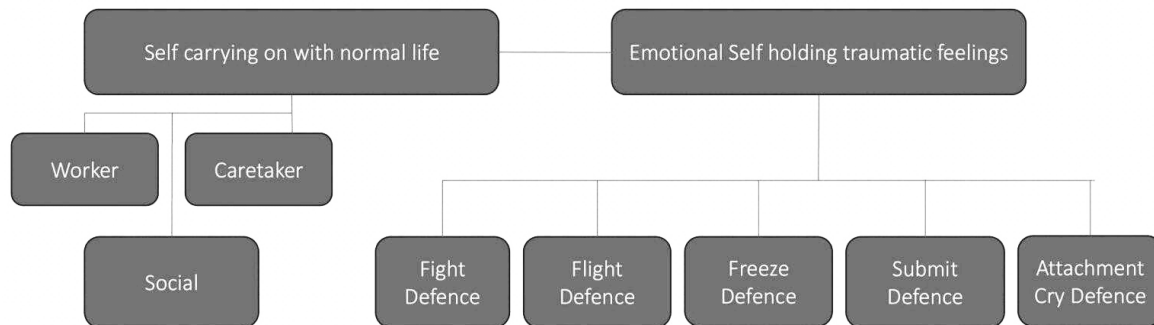 Self carrying on with normal life
Emotional Self holding traumatic feelings
Worker
Caretaker
Social
Fight
Defence
Flight
Defence
Freeze
Defence
Submit
Defence
Attachment
Cry Defence